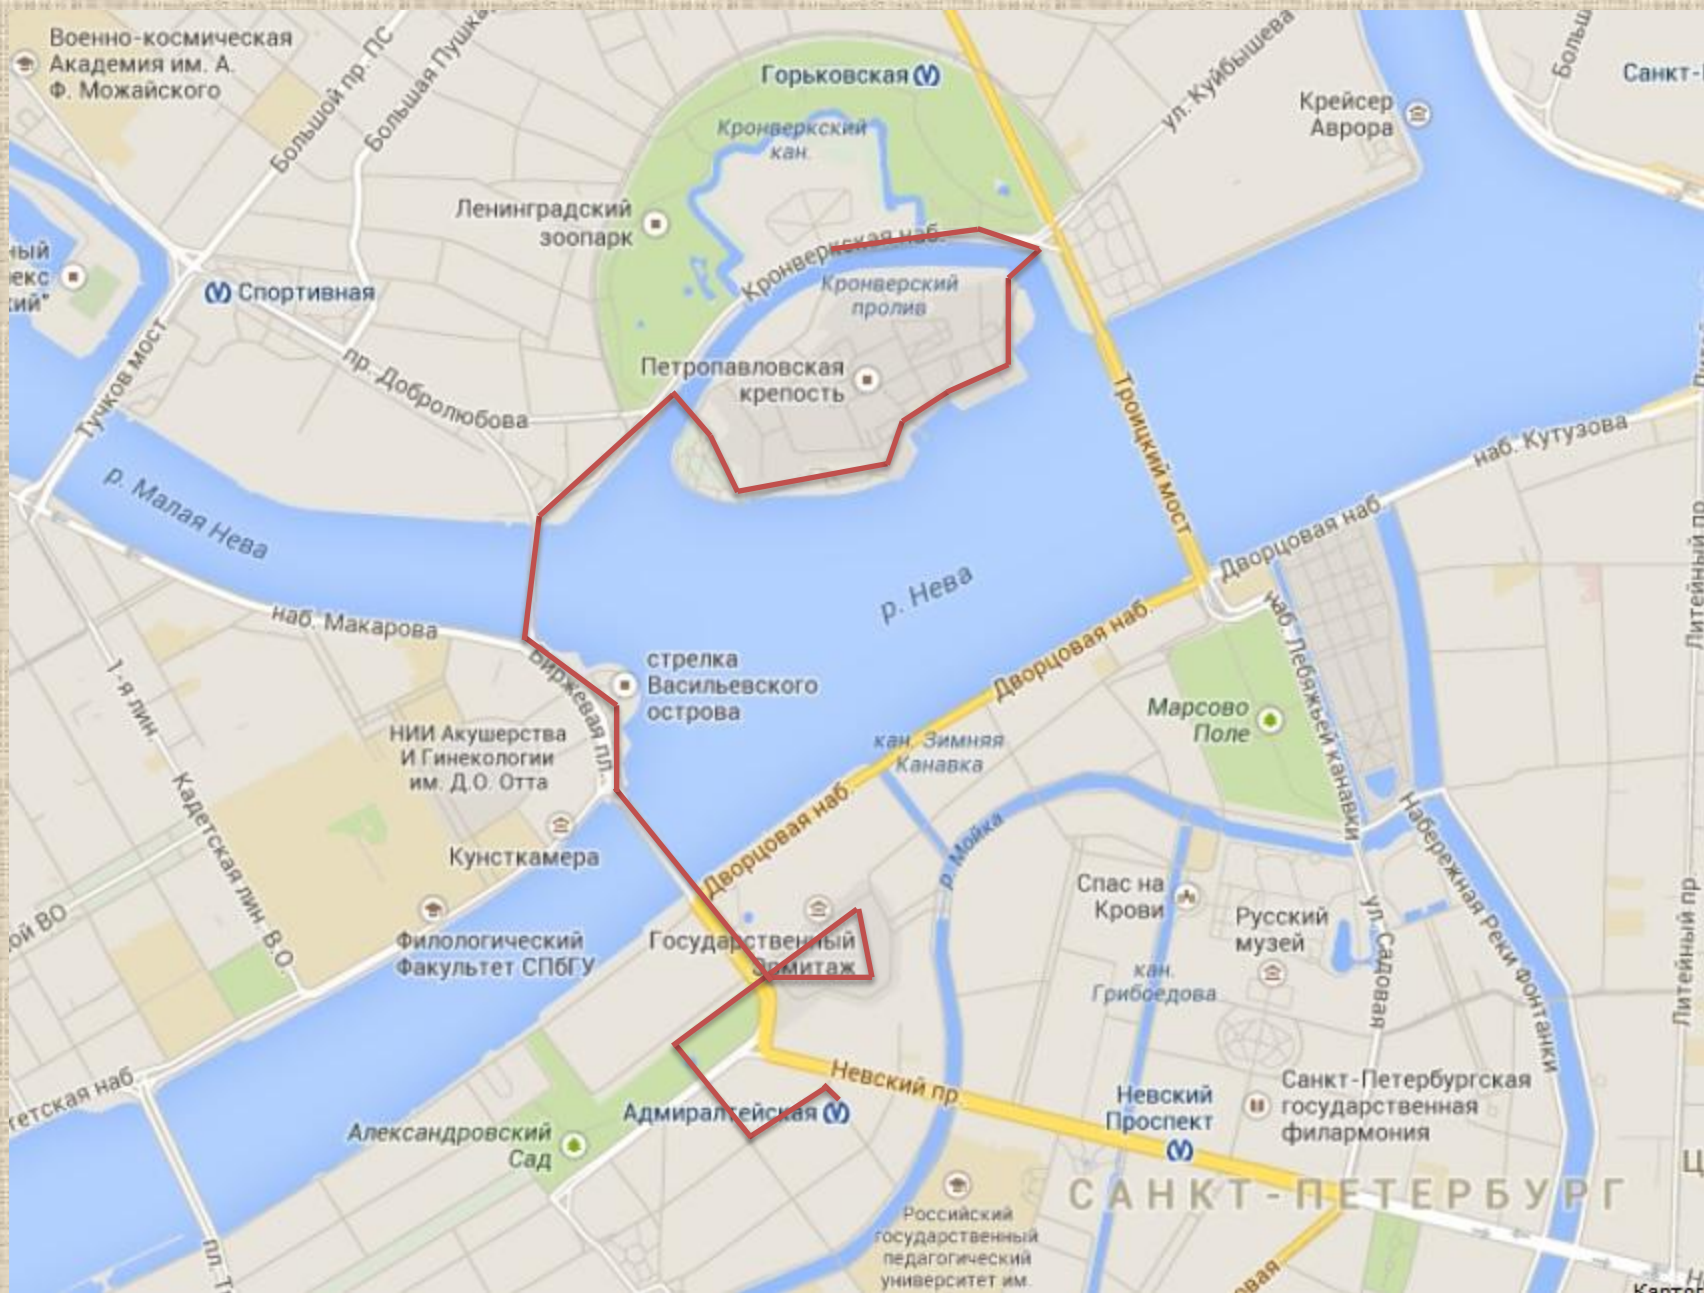 Военно-космическая
Академия им. А.
Ф. Можайского
Большой пр. ПС
Большая
Горьковская
Кронверкский
кан.
ул. Куйбышева
Крейсер
Аврора
Ленинградский
зоопарк
Спортивная
Кронверкская наб.
Кронверский
пролив
Петропавловская
крепость
Тучков мост
пр. Добролюбова
Троицкий мост
наб. Кутузова
р. Малая Нева
р. Нева
Дворцовая наб
наб. Макарова
Биржевая пл.
стрелка
Васильевского
острова
Дворцовая наб.
наб. Лебяжьей канавки
Марсово
Поле
1-я лин.
НИИ Акушерства
И Гинекологии
им. Д.О. Отта
кан. Зимняя
Канавка
Кадетская лин. В.О.
Кунсткамера
Дворцовая наб.
р. Мойка
Набережная Реки Фонтанки
Спас на
Крови
Русский
музей
ул. Садовая
Литейный пр
Литейный пр
Филологический
Факультет СПбГУ
Государственный
Эрмитаж
кан.
Грибоедова
Невский пр.
Адмиралтейская
Невский
Проспект
Санкт-Петербургская
государственная
филармония
Александровский
Сад
САНКТ-ПЕТЕРБУРГ
Российский
государственный
педагогический
университет им.